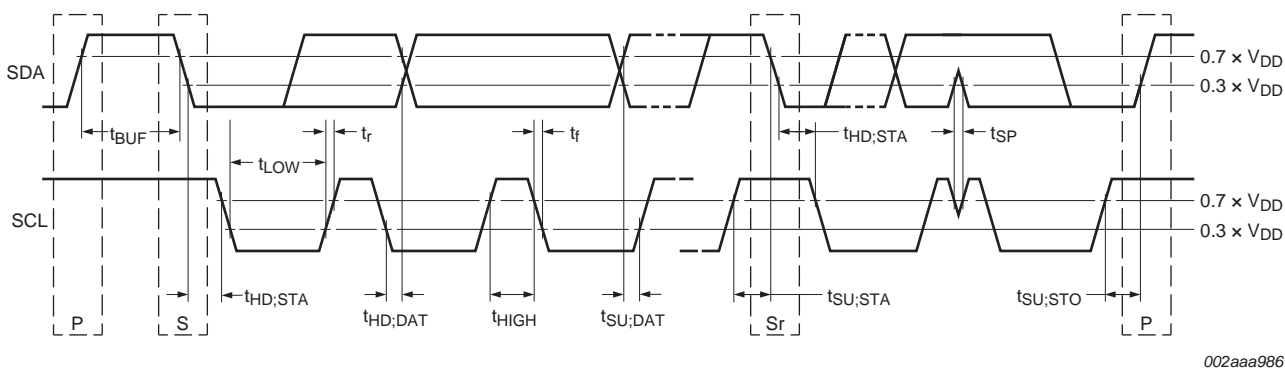 SDA
0.7 × VDD
0.3 × VDD
tBUF
tr
tf
tHD;STA
tSP
tLOW
SCL
0.7 × VDD
0.3 × VDD
tHD;STA
tHD;DAT
tHIGH
tSU;DAT
tSU;STA
tSU;STO
P
S
Sr
P
002aaa986